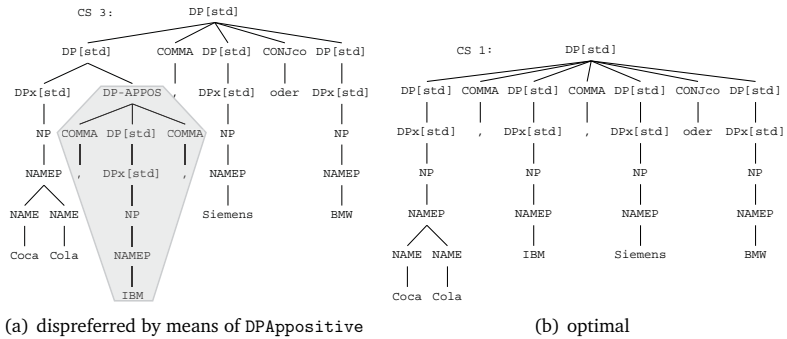 CS 3: DP[std]
DP[std] COMMA DP[std] CONJco DP[std]
DPx[std] DP-APPOS , DPx[std] oder DPx[std]
NP COMMA DP[std] COMMA NP NP
NAMEP , DPx[std] , NAMEP NAMEP
NAME NAME NP Siemens BMW
Coca Cola NAMEP
IBM
(a) dispreferred by means of DPAppositive
CS 1: DP[std]
DP[std] COMMA DP[std] COMMA DP[std] CONJco DP[std]
DPx[std] , DPx[std] , DPx[std] oder DPx[std]
NP NP NP NP
NAMEP NAMEP NAMEP NAMEP
NAME NAME IBM Siemens BMW
Coca Cola
(b) optimal